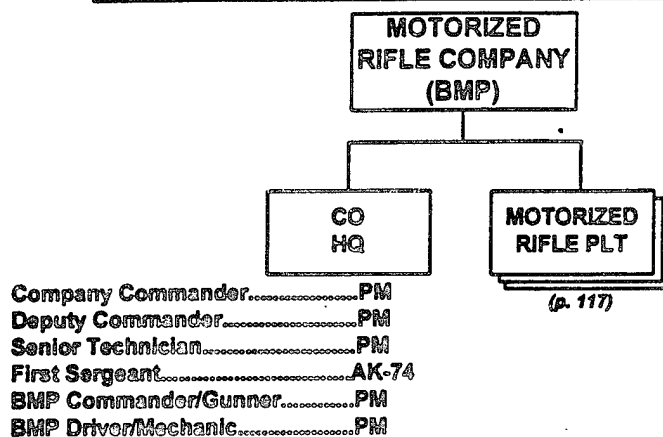 MOTORIZED
RIFLE COMPANY
(BMP)
CO
HQ
MOTORIZED
RIFLE PLT
(p. 117)
Company Commander....................PM
Deputy Commander........................PM
Senior Technician...........................PM
First Sergeant.................................AK-74
BMP Commander/Gunner.............PM
BMP Driver/Mechanic....................PM